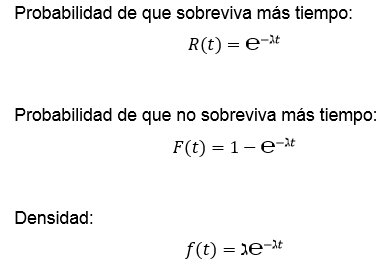 Probabilidad de que sobreviva más tiempo:
R(t) = e^{-λt}
Probabilidad de que no sobreviva más tiempo:
F(t) = 1 − e^{-λt}
Densidad:
f(t) = λe^{-λt}